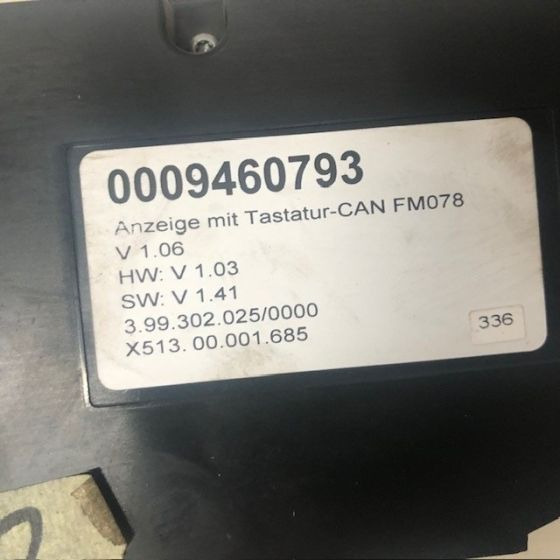 0009460793
Anzeige mit Tastatur-CAN FM078
V 1.06
HW: V 1.03
SW: V 1.41
3.99.302.025/0000
X513. 00.001.685
336